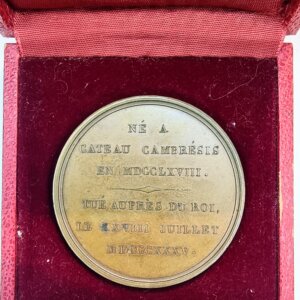 NÉ A
CATEAU CAMBRÉSIS
EN MDCCLXVIII.
TUÉ AUPRÈS DU ROI,
LE XXVIII JUILLET
MDCCCXXXV.